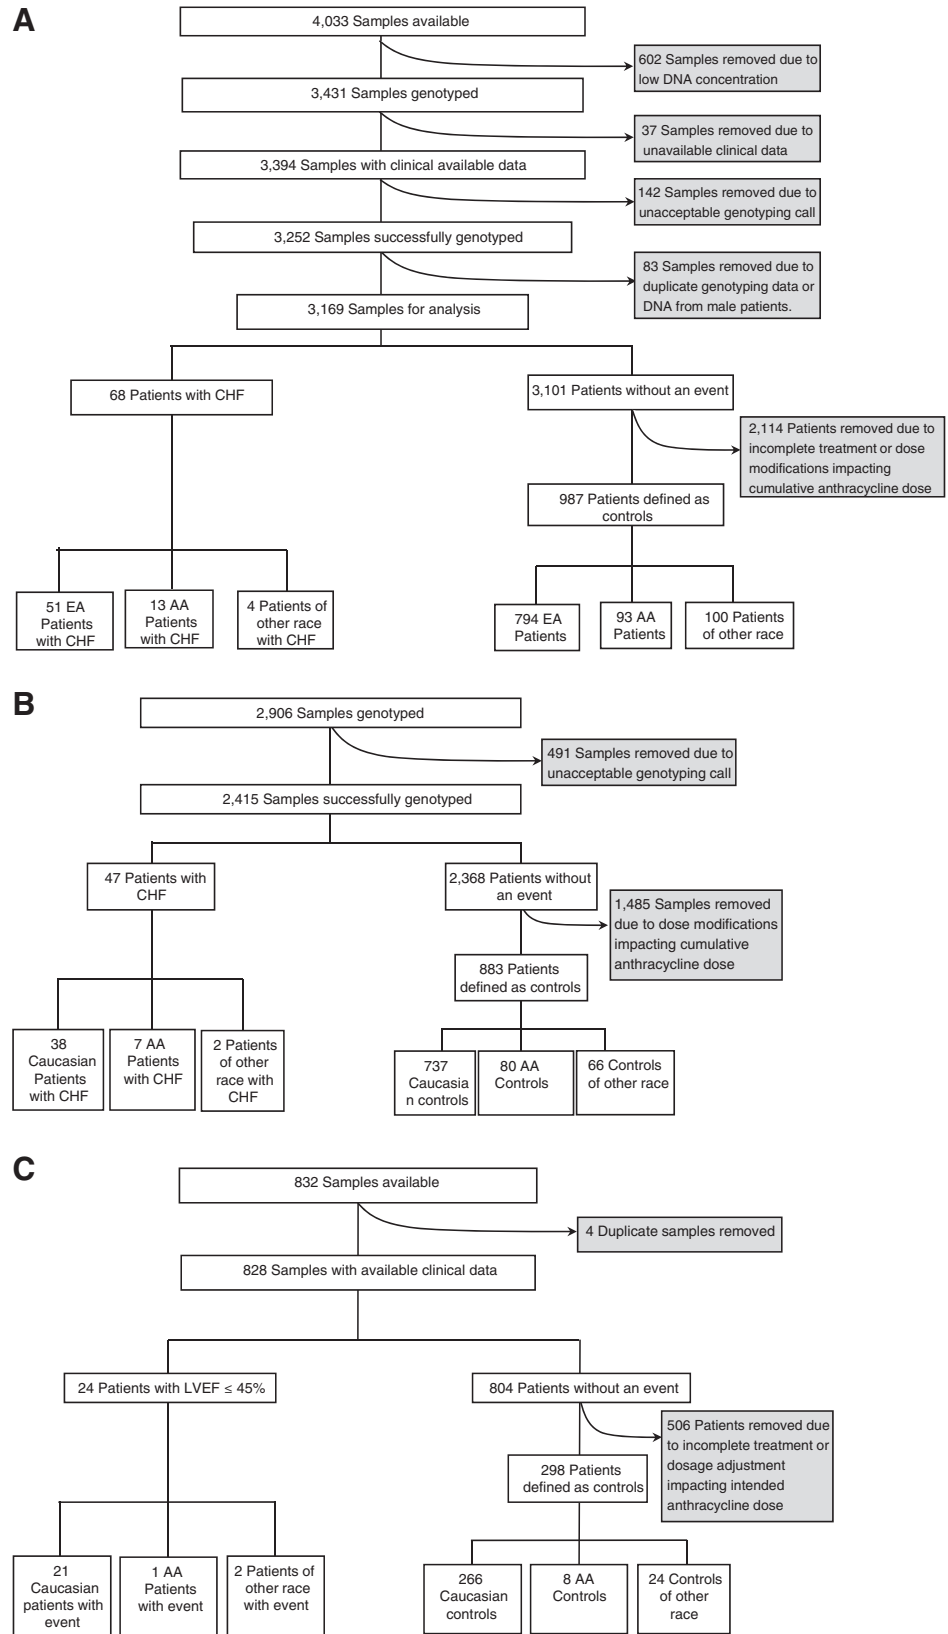 A
4,033 Samples available
602 Samples removed due to
low DNA concentration
3,431 Samples genotyped
37 Samples removed due to
unavailable clinical data
3,394 Samples with clinical available data
142 Samples removed due to
unacceptable genotyping call
3,252 Samples successfully genotyped
83 Samples removed due to
duplicate genotyping data or
DNA from male patients.
3,169 Samples for analysis
68 Patients with CHF
3,101 Patients without an event
2,114 Patients removed due to
incomplete treatment or dose
modifications impacting
cumulative anthracycline dose
987 Patients defined as
controls
51 EA
Patients
with CHF
13 AA
Patients
with CHF
4 Patients of
other race
with CHF
794 EA
Patients
93 AA
Patients
100 Patients
of other race
B
2,906 Samples genotyped
491 Samples removed due to
unacceptable genotyping call
2,415 Samples successfully genotyped
47 Patients with
CHF
2,368 Patients without
an event
1,485 Samples removed
due to dose modifications
impacting cumulative
anthracycline dose
883 Patients
defined as controls
38
Caucasian
Patients
with CHF
7 AA
Patients
with CHF
2 Patients
of other
race with
CHF
737
Caucasia
n controls
80 AA
Controls
66 Controls
of other race
C
832 Samples available
4 Duplicate samples removed
828 Samples with available clinical data
24 Patients with LVEF ≤ 45%
804 Patients without an event
506 Patients removed due
to incomplete treatment or
dosage adjustment
impacting intended
anthracycline dose
298 Patients
defined as controls
21
Caucasian
patients with
event
1 AA
Patients
with event
2 Patients of
other race
with event
266
Caucasian
controls
8 AA
Controls
24 Controls
of other
race